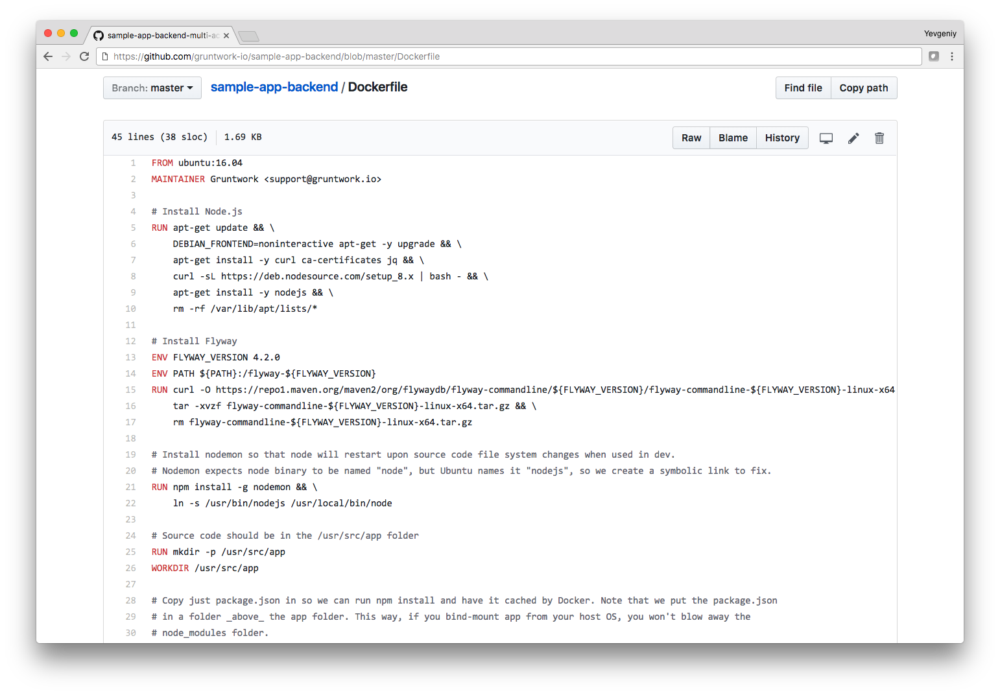 sample-app-backend-multi-ac
Yevgeniy
https://github.com/gruntwork-io/sample-app-backend/blob/master/Dockerfile
Branch: master
sample-app-backend / Dockerfile
Find file
Copy path
45 lines (38 sloc)
1.69 KB
Raw
Blame
History
1 FROM ubuntu:16.04
2 MAINTAINER Gruntwork <support@gruntwork.io>
3
4 # Install Node.js
5 RUN apt-get update && \
6 DEBIAN_FRONTEND=noninteractive apt-get -y upgrade && \
7 apt-get install -y curl ca-certificates jq && \
8 curl -sL https://deb.nodesource.com/setup_8.x | bash - && \
9 apt-get install -y nodejs && \
10 rm -rf /var/lib/apt/lists/*
11
12 # Install Flyway
13 ENV FLYWAY_VERSION 4.2.0
14 ENV PATH ${PATH}:/flyway-${FLYWAY_VERSION}
15 RUN curl -O https://repo1.maven.org/maven2/org/flywaydb/flyway-commandline/${FLYWAY_VERSION}/flyway-commandline-${FLYWAY_VERSION}-linux-x64
16 tar -xvzf flyway-commandline-${FLYWAY_VERSION}-linux-x64.tar.gz && \
17 rm flyway-commandline-${FLYWAY_VERSION}-linux-x64.tar.gz
18
19 # Install nodemon so that node will restart upon source code file system changes when used in dev.
20 # Nodemon expects node binary to be named "node", but Ubuntu names it "nodejs", so we create a symbolic link to fix.
21 RUN npm install -g nodemon && \
22 ln -s /usr/bin/nodejs /usr/local/bin/node
23
24 # Source code should be in the /usr/src/app folder
25 RUN mkdir -p /usr/src/app
26 WORKDIR /usr/src/app
27
28 # Copy just package.json in so we can run npm install and have it cached by Docker. Note that we put the package.json
29 # in a folder _above_ the app folder. This way, if you bind-mount app from your host OS, you won't blow away the
30 # node_modules folder.